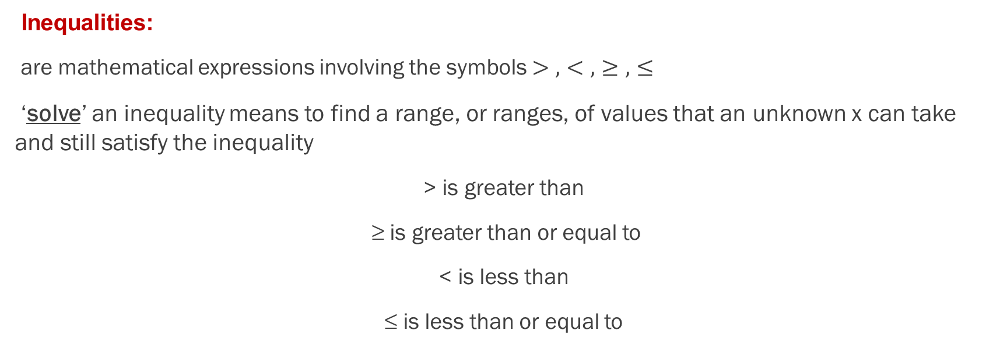 Inequalities:
are mathematical expressions involving the symbols > , < , ≥ , ≤
‘solve’ an inequality means to find a range, or ranges, of values that an unknown x can take
and still satisfy the inequality
> is greater than
≥ is greater than or equal to
< is less than
≤ is less than or equal to